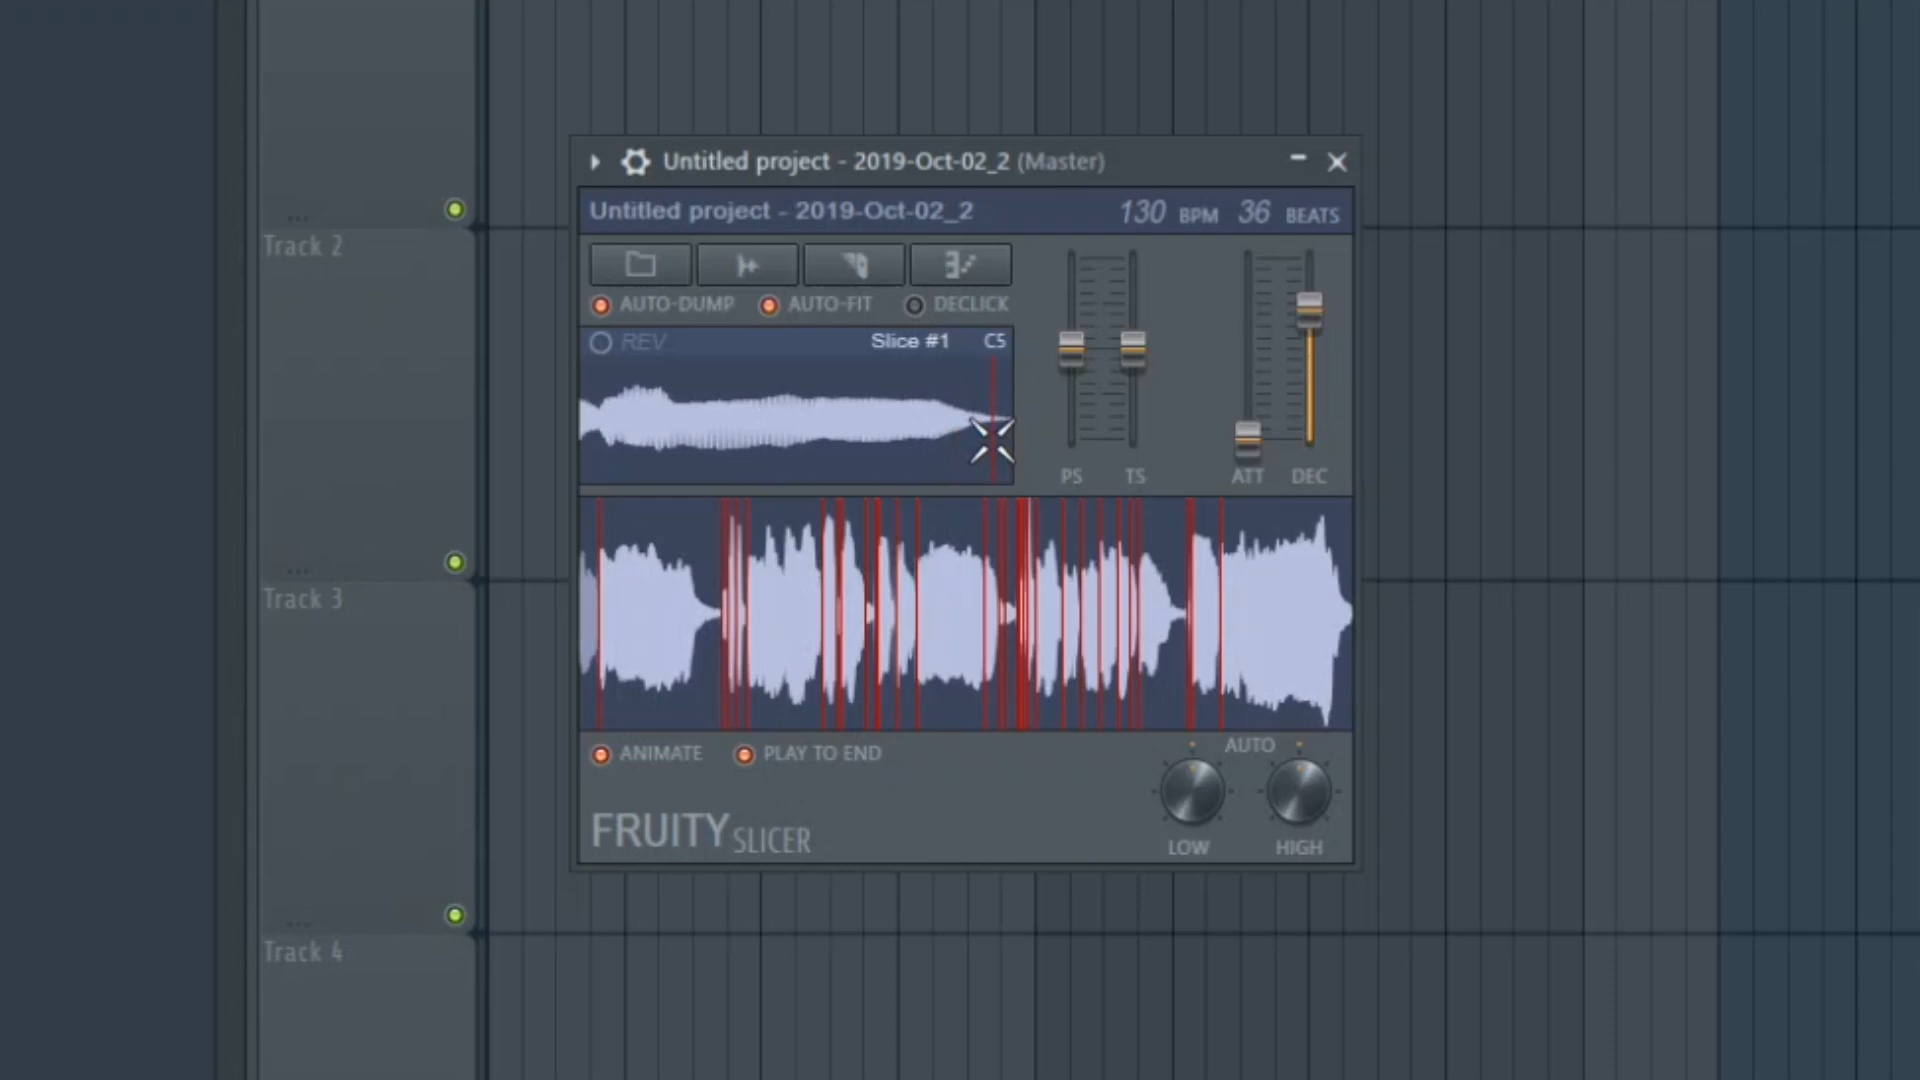 Untitled project - 2019-Oct-02_2 (Master)
Untitled project - 2019-Oct-02_2 130 BPM 36 BEATS
AUTO-DUMP AUTO-FIT DECLICK
REV Slice #1 C5
PS TS ATT DEC
ANIMATE PLAY TO END AUTO
LOW HIGH
FRUITY SLICER
Track 2
Track 3
Track 4